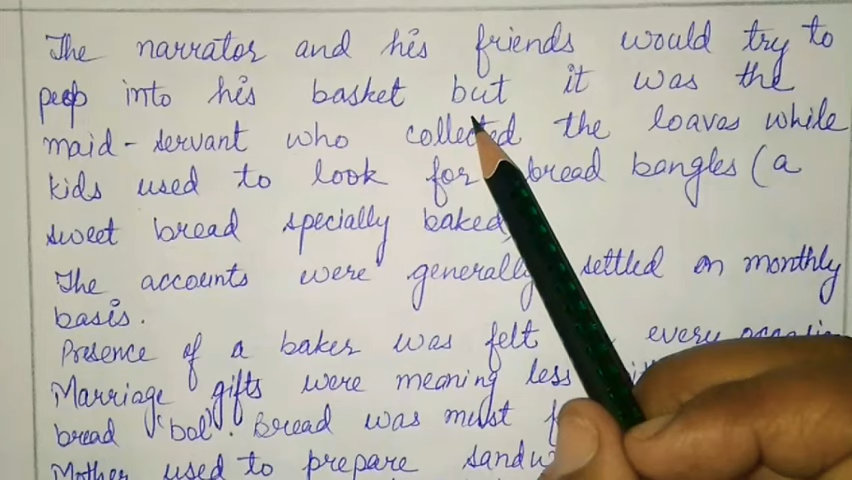 The narrator and his friends would try to
peep into his basket but it was the
maid-servant who collected the loaves while
kids used to look for bread bangles (a
sweet bread specially baked
The accounts were generally settled on monthly
basis.
Presence of a baker was felt every
Marriage gifts were meaning less
bread 'bol'. Bread was must
Mother used to prepare